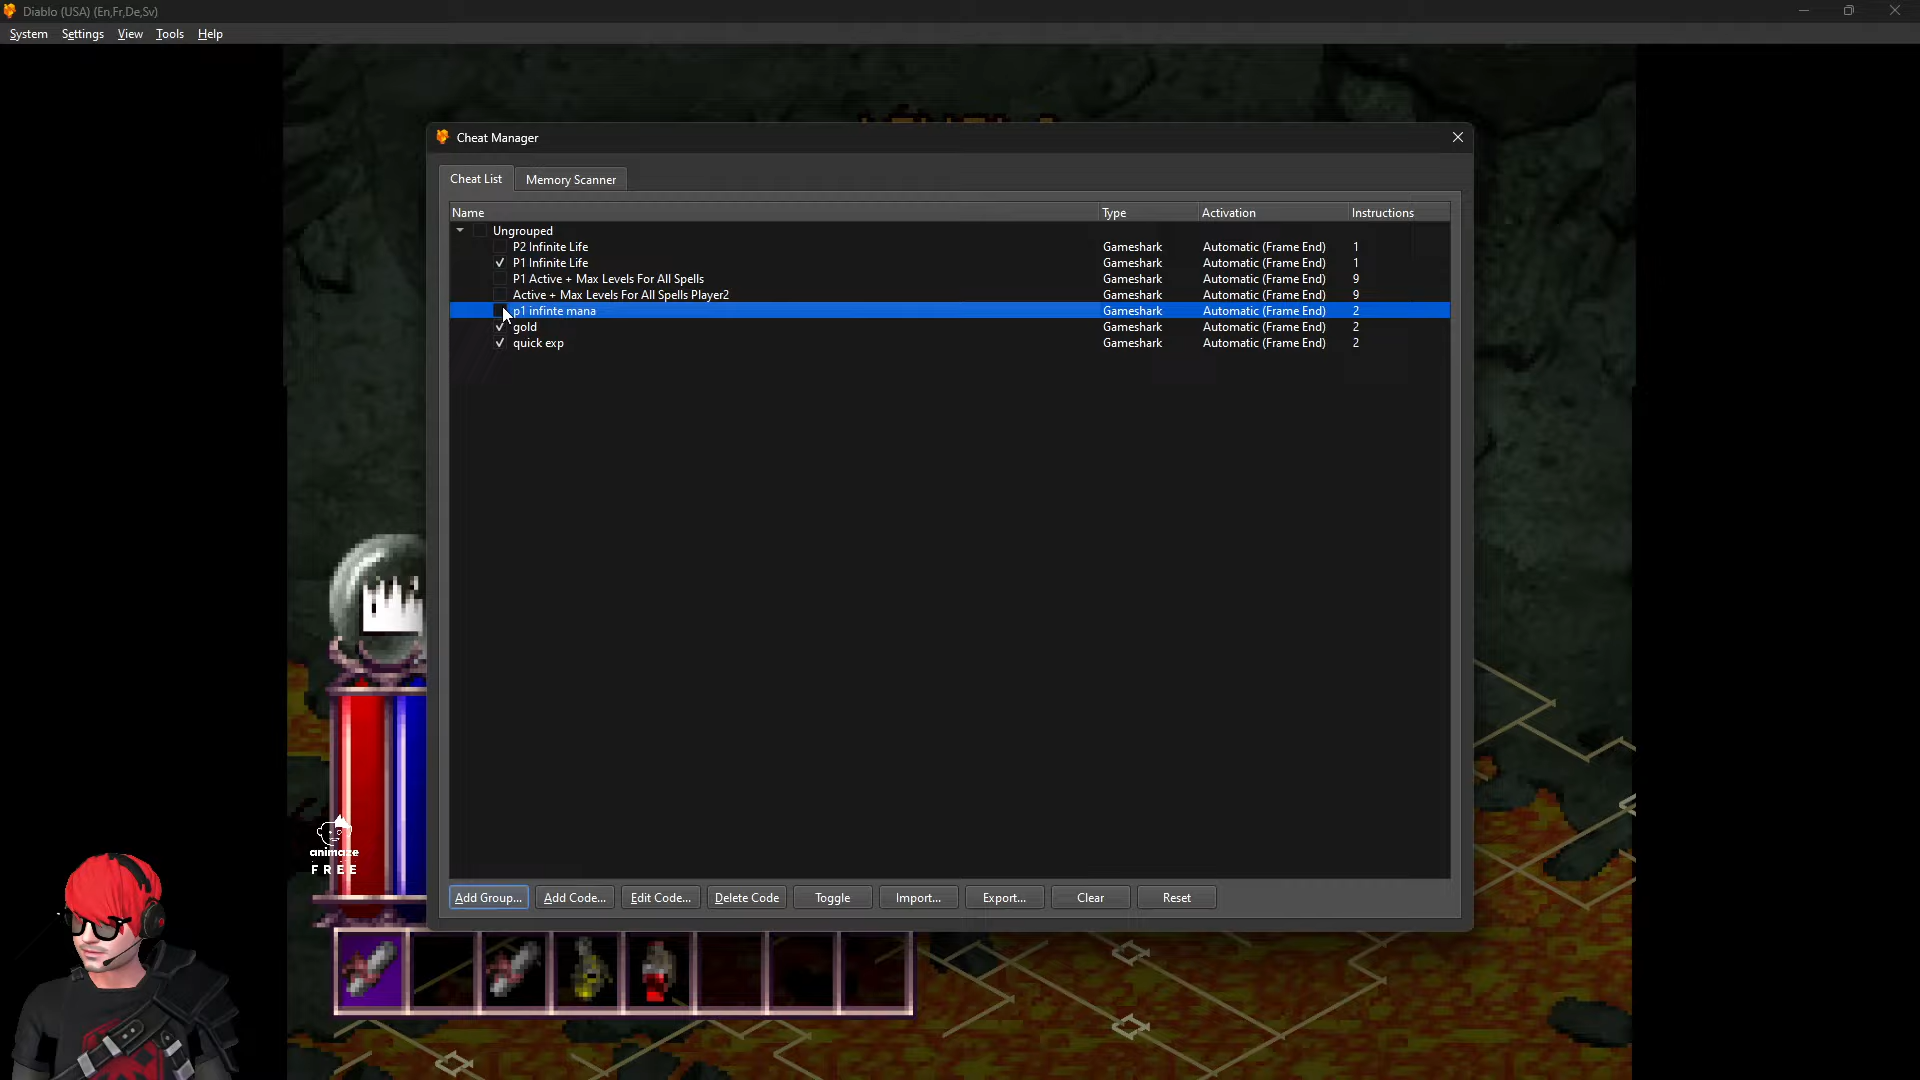 Diablo (USA) (En,Fr,De,Sv)
System Settings View Tools Help
Cheat Manager
Cheat List Memory Scanner
Name Type Activation Instructions
Ungrouped
P2 Infinite Life Gameshark Automatic (Frame End) 1
P1 Infinite Life Gameshark Automatic (Frame End) 1
P1 Active + Max Levels For All Spells Gameshark Automatic (Frame End) 9
Active + Max Levels For All Spells Player2 Gameshark Automatic (Frame End) 9
p1 infinte mana Gameshark Automatic (Frame End) 2
gold Gameshark Automatic (Frame End) 2
quick exp Gameshark Automatic (Frame End) 2
animaze
FREE
Add Group... Add Code... Edit Code... Delete Code Toggle Import... Export... Clear Reset